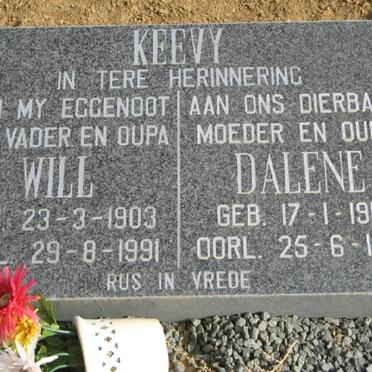 KEEVY
IN TERE HERINNERING
MY EGGENOOT
VADER EN OUPA
WILL
23-3-1903
29-8-1991
AAN ONS DIERBA
MOEDER EN OU
DALENE
GEB. 17-1-19
OORL. 25-6-1
RUS IN VREDE